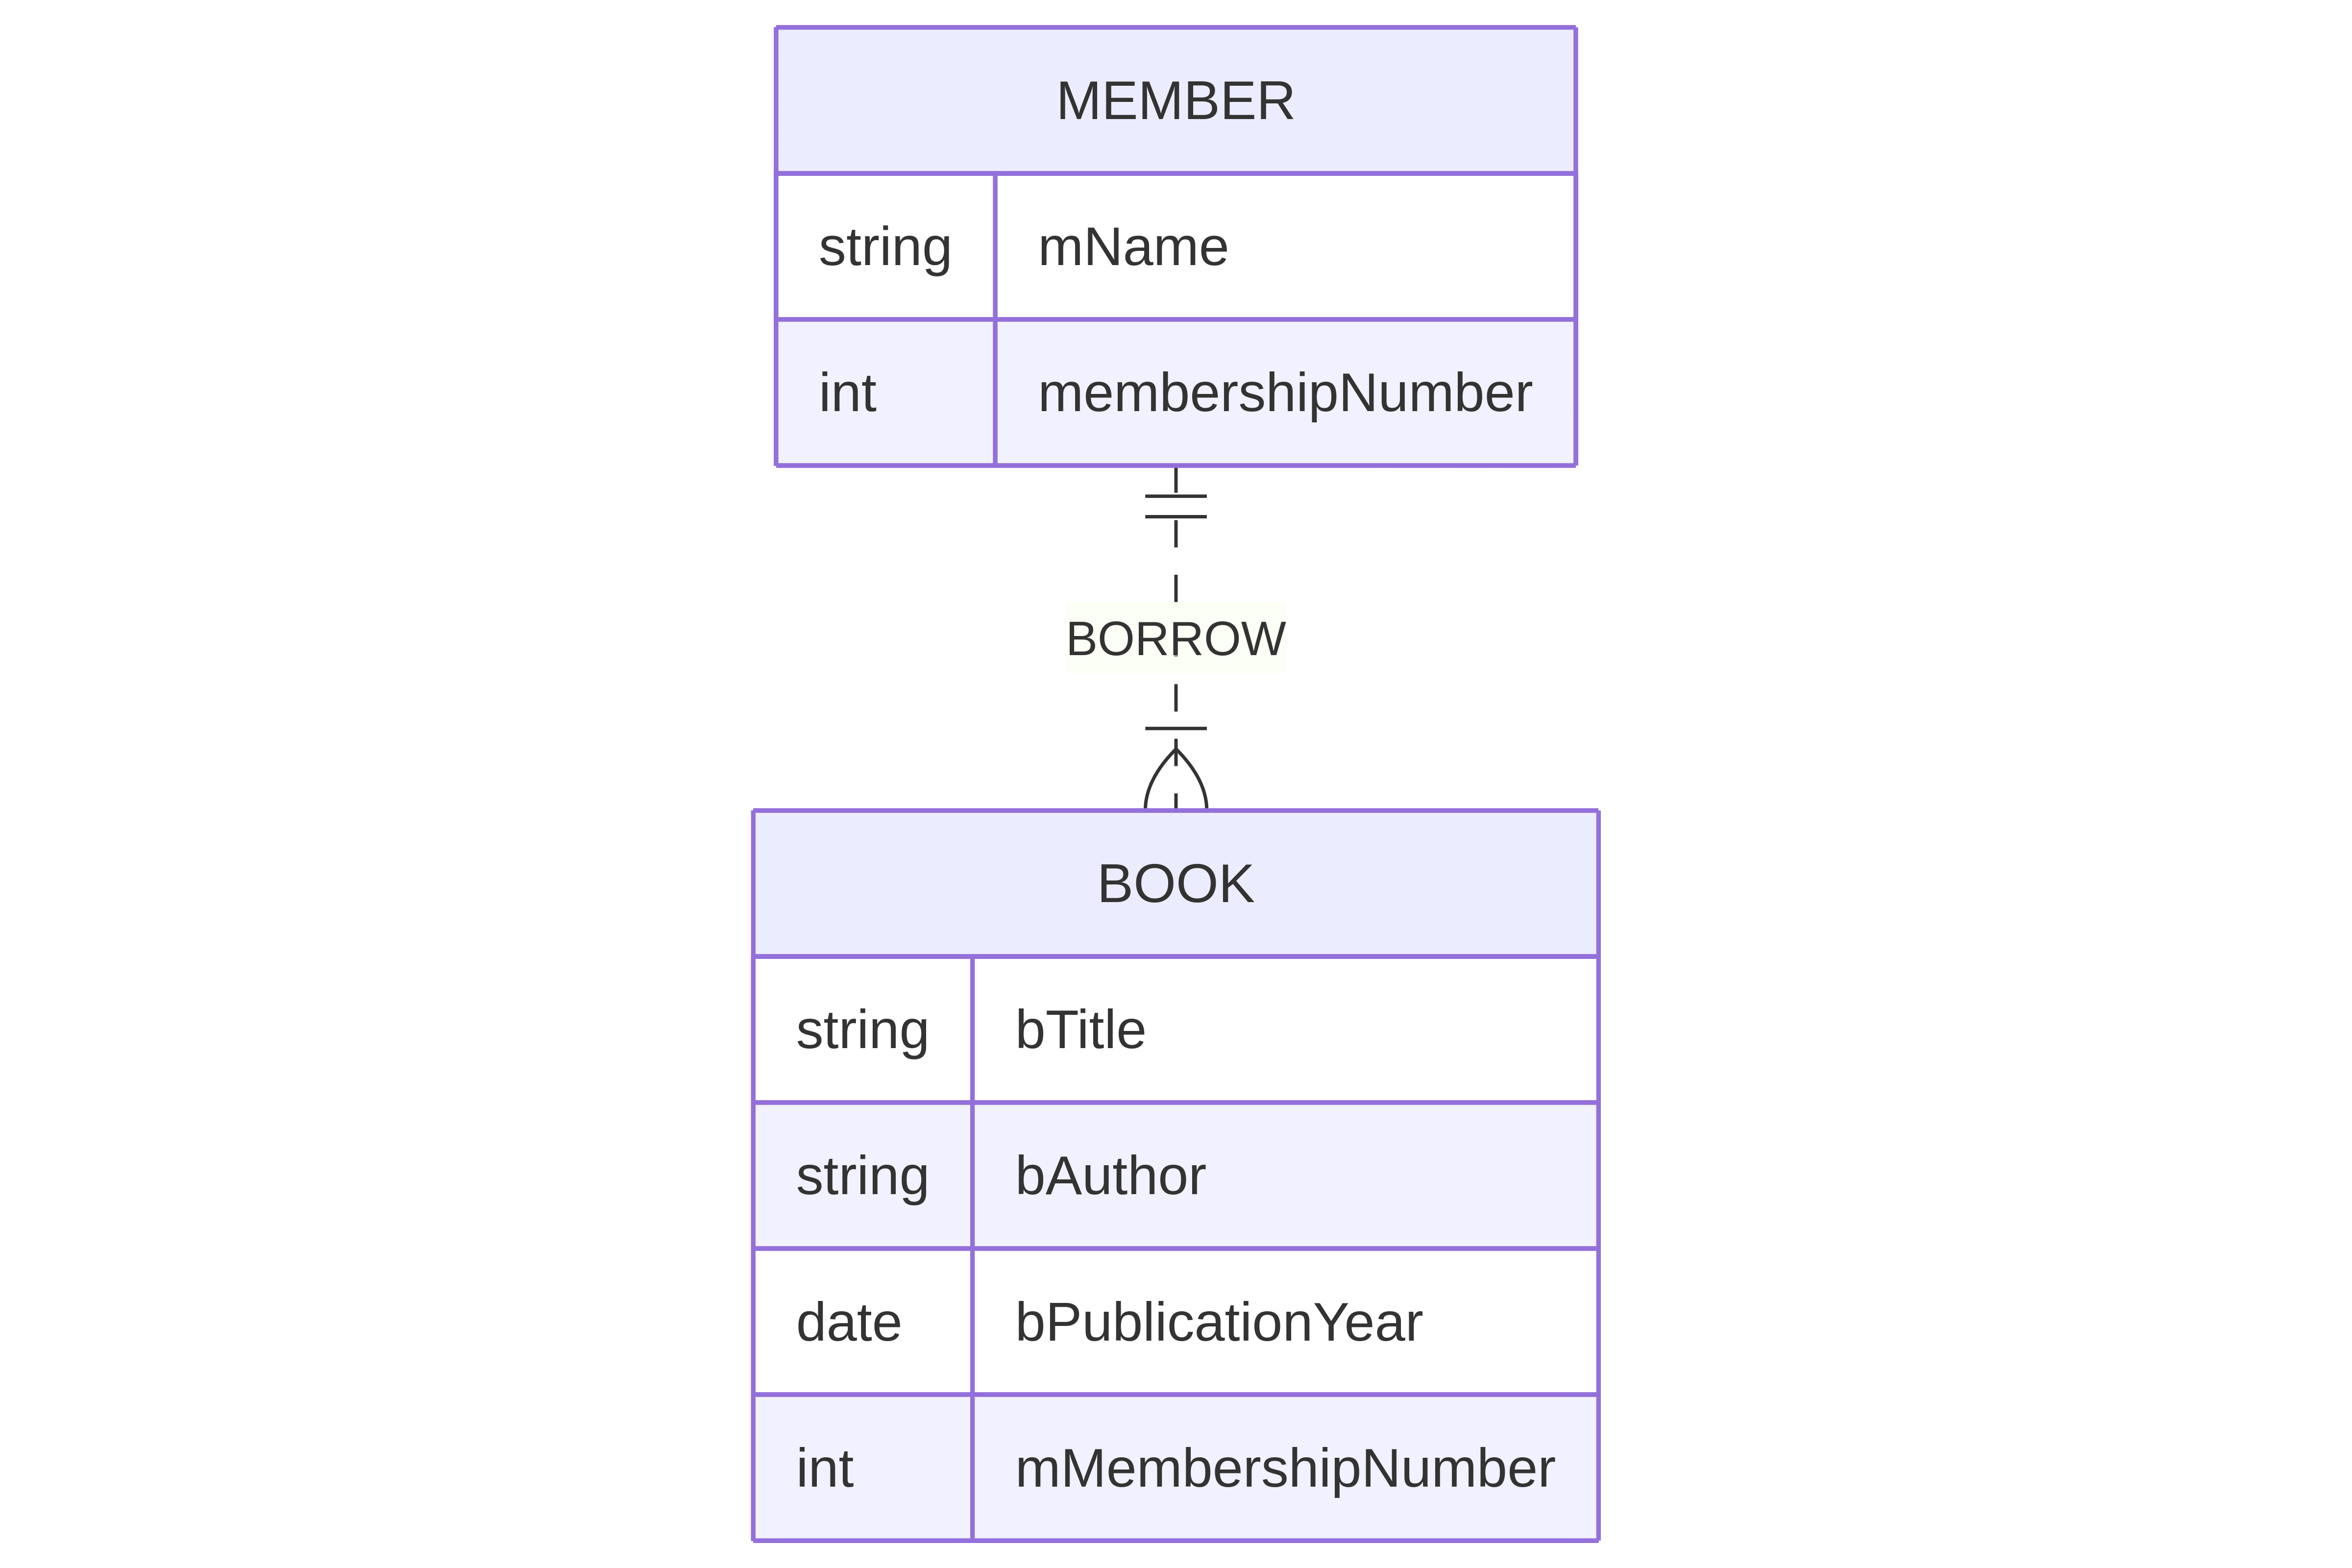 MEMBER
string mName
int membershipNumber
BORROW
BOOK
string bTitle
string bAuthor
date bPublicationYear
int mMembershipNumber